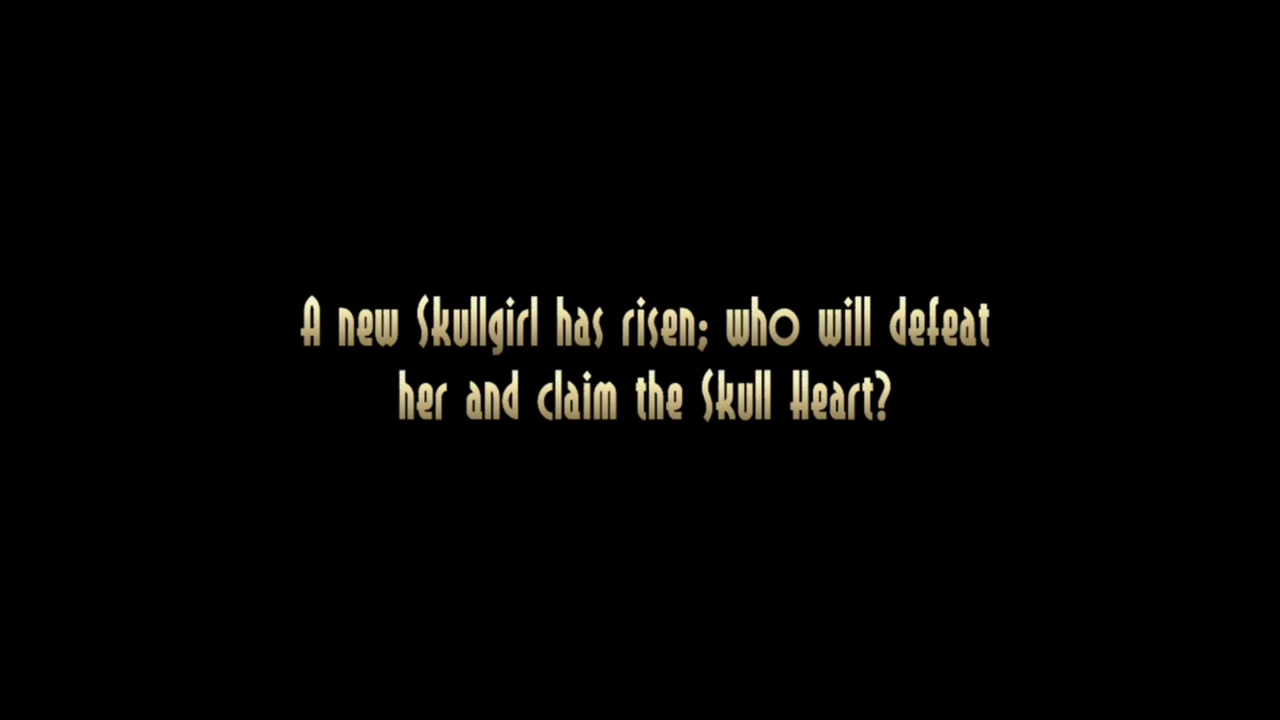 A new Skullgirl has risen; who will defeat
her and claim the Skull Heart?